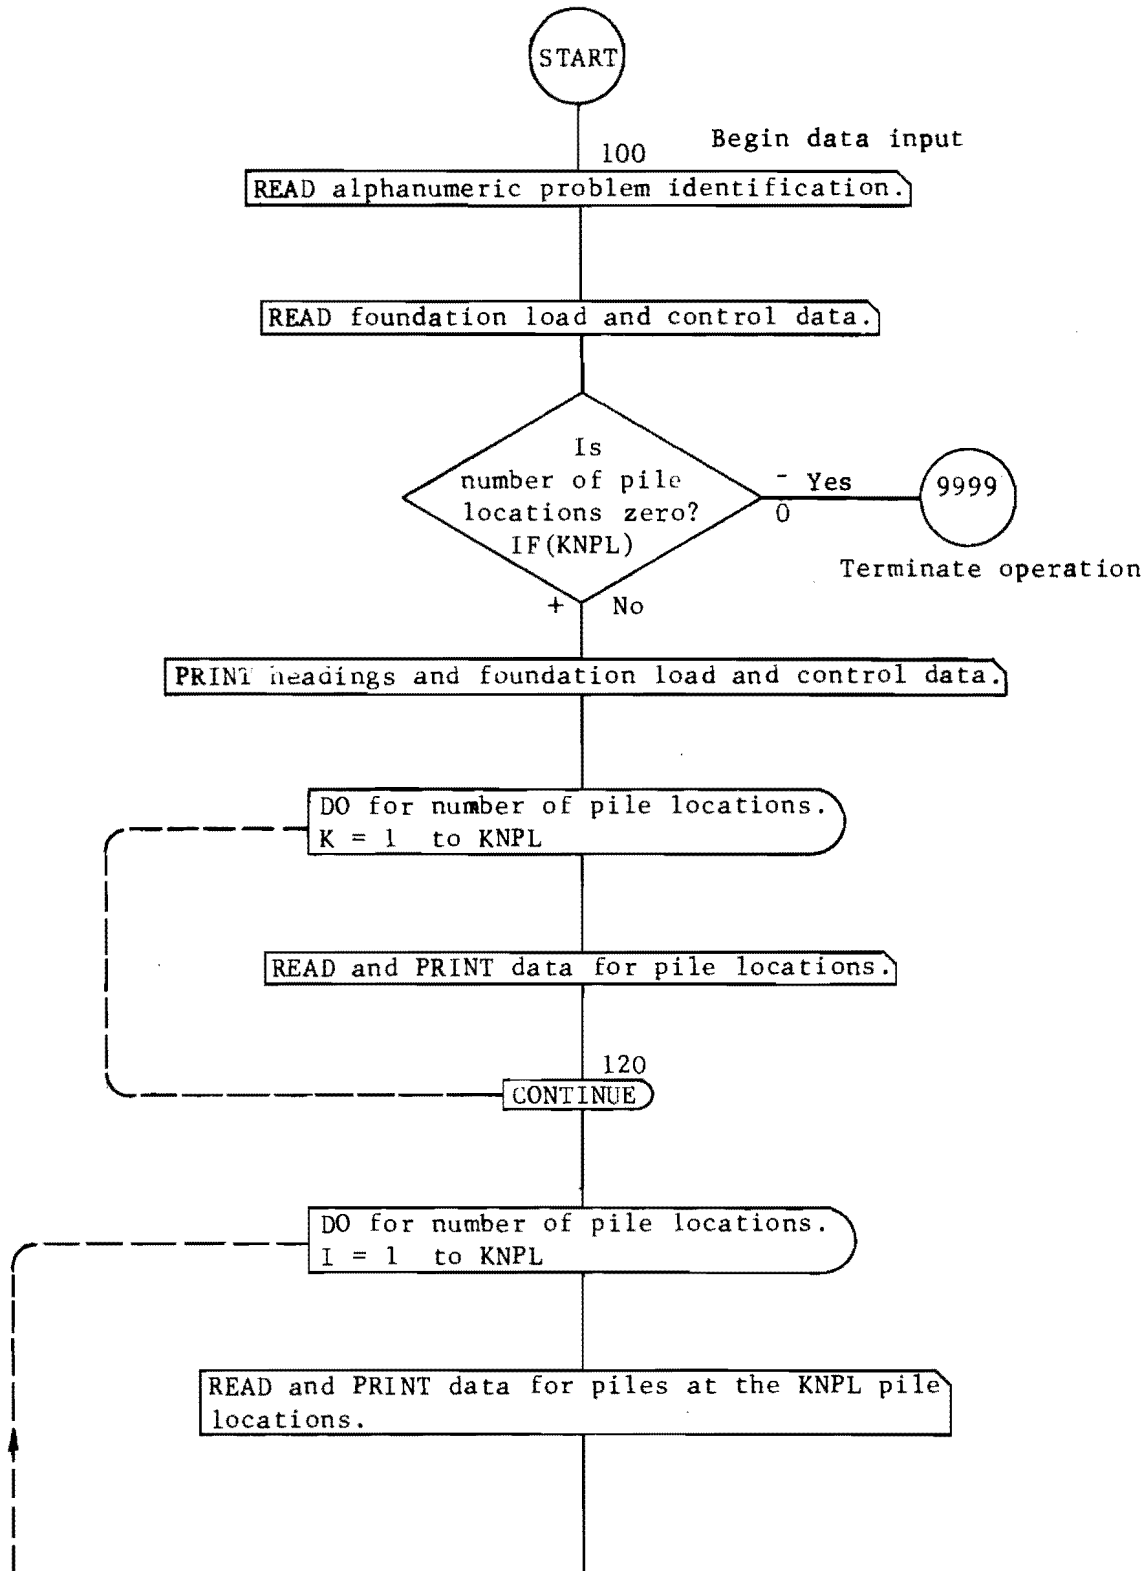 START
100
Begin data input
READ alphanumeric problem identification.
READ foundation load and control data.
Is
number of pile
locations zero?
IF(KNPL)
- Yes
0
9999
Terminate operation
+ No
PRINT headings and foundation load and control data.
DO for number of pile locations.
K = 1 to KNPL
READ and PRINT data for pile locations.
120
CONTINUE
DO for number of pile locations.
I = 1 to KNPL
READ and PRINT data for piles at the KNPL pile
locations.